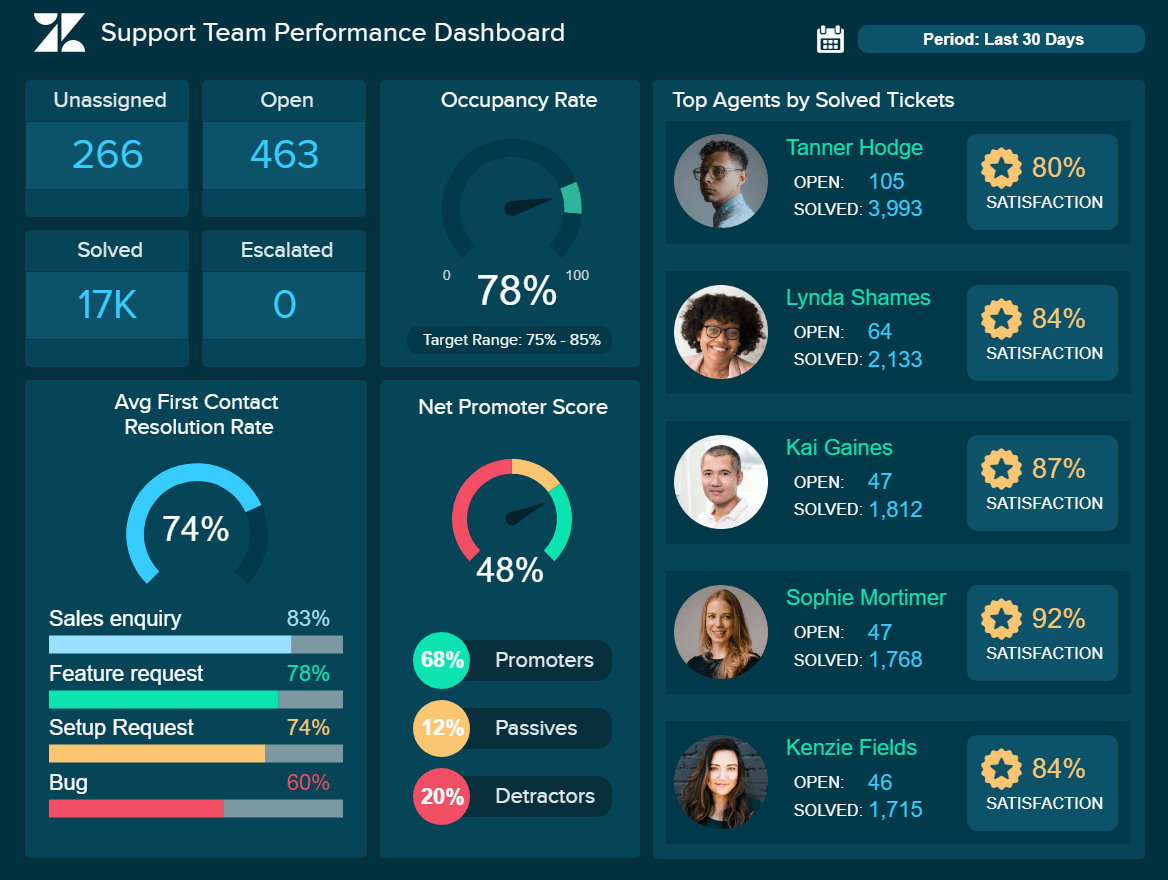 Support Team Performance Dashboard
Period: Last 30 Days
Unassigned
266
Open
463
Solved
17K
Escalated
0
Occupancy Rate
0
100
78%
Target Range: 75% - 85%
Avg First Contact
Resolution Rate
74%
Sales enquiry 83%
Feature request 78%
Setup Request 74%
Bug 60%
Net Promoter Score
48%
68% Promoters
12% Passives
20% Detractors
Top Agents by Solved Tickets
Tanner Hodge
OPEN: 105
SOLVED: 3,993
80%
SATISFACTION
Lynda Shames
OPEN: 64
SOLVED: 2,133
84%
SATISFACTION
Kai Gaines
OPEN: 47
SOLVED: 1,812
87%
SATISFACTION
Sophie Mortimer
OPEN: 47
SOLVED: 1,768
92%
SATISFACTION
Kenzie Fields
OPEN: 46
SOLVED: 1,715
84%
SATISFACTION